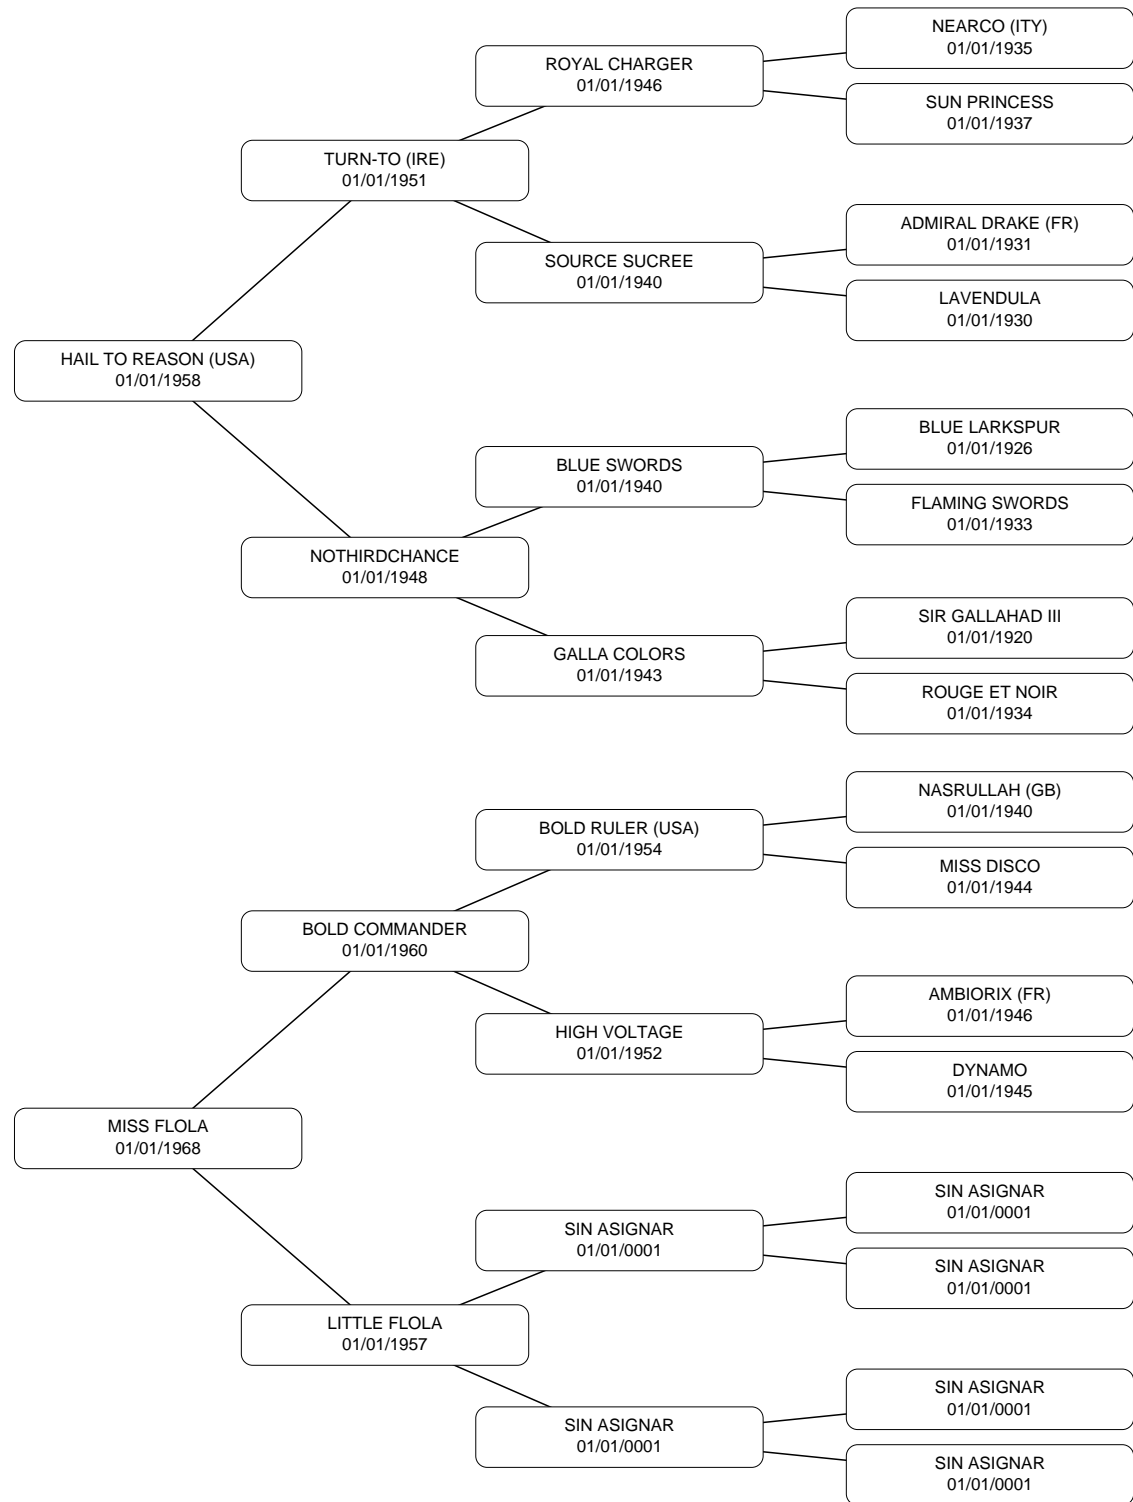 NEARCO (ITY)
01/01/1935
ROYAL CHARGER
01/01/1946
SUN PRINCESS
01/01/1937
TURN-TO (IRE)
01/01/1951
ADMIRAL DRAKE (FR)
01/01/1931
SOURCE SUCREE
01/01/1940
LAVENDULA
01/01/1930
HAIL TO REASON (USA)
01/01/1958
BLUE LARKSPUR
01/01/1926
BLUE SWORDS
01/01/1940
FLAMING SWORDS
01/01/1933
NOTHIRDCHANCE
01/01/1948
SIR GALLAHAD III
01/01/1920
GALLA COLORS
01/01/1943
ROUGE ET NOIR
01/01/1934
NASRULLAH (GB)
01/01/1940
BOLD RULER (USA)
01/01/1954
MISS DISCO
01/01/1944
BOLD COMMANDER
01/01/1960
AMBIORIX (FR)
01/01/1946
HIGH VOLTAGE
01/01/1952
DYNAMO
01/01/1945
MISS FLOLA
01/01/1968
SIN ASIGNAR
01/01/0001
SIN ASIGNAR
01/01/0001
SIN ASIGNAR
01/01/0001
LITTLE FLOLA
01/01/1957
SIN ASIGNAR
01/01/0001
SIN ASIGNAR
01/01/0001
SIN ASIGNAR
01/01/0001